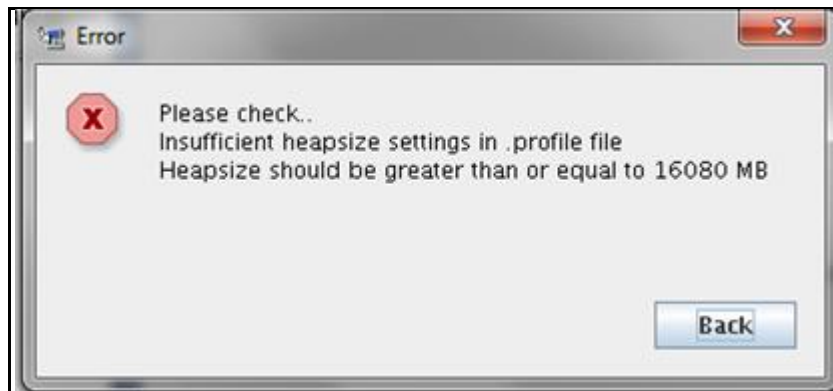 Error
Please check..
Insufficient heapsize settings in .profile file
Heapsize should be greater than or equal to 16080 MB
Back